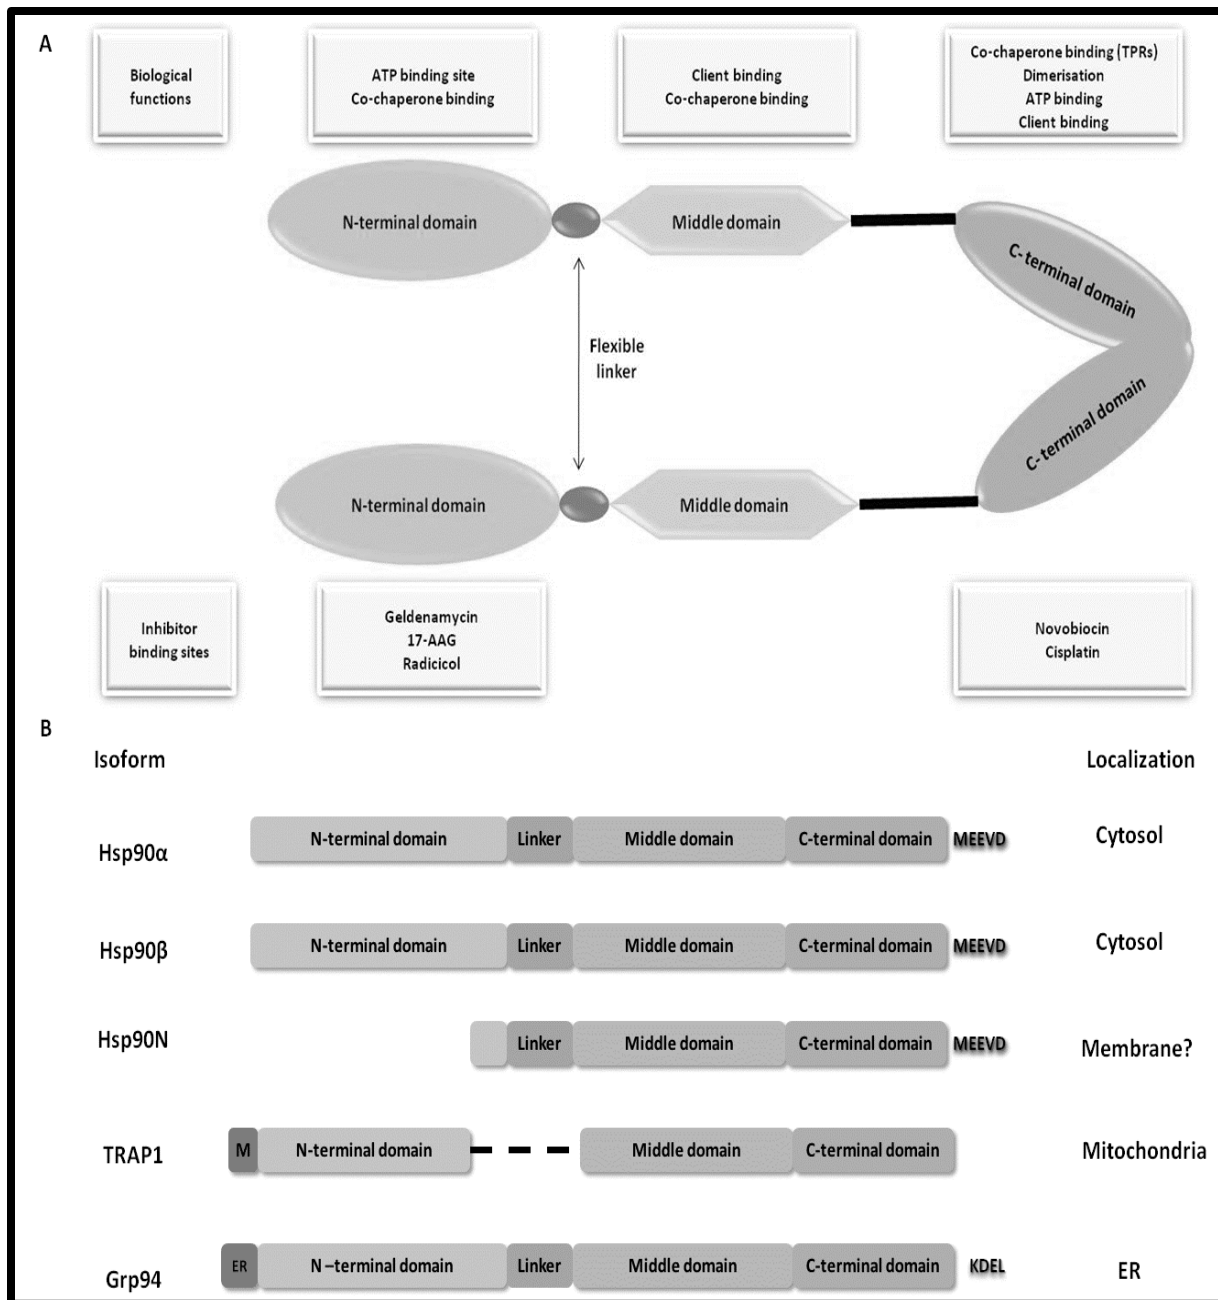 A
Biological
functions
ATP binding site
Co-chaperone binding
Client binding
Co-chaperone binding
Co-chaperone binding (TPRs)
Dimerisation
ATP binding
Client binding
N-terminal domain
Middle domain
C- terminal domain
Flexible
linker
C- terminal domain
N-terminal domain
Middle domain
Inhibitor
binding sites
Geldenamycin
17-AAG
Radicicol
Novobiocin
Cisplatin
B
Isoform
Localization
Hsp90α
N-terminal domain
Linker
Middle domain
C-terminal domain
MEEVD
Cytosol
Hsp90β
N-terminal domain
Linker
Middle domain
C-terminal domain
MEEVD
Cytosol
Hsp90N
Linker
Middle domain
C-terminal domain
MEEVD
Membrane?
TRAP1
M
N-terminal domain
Middle domain
C-terminal domain
Mitochondria
Grp94
ER
N –terminal domain
Linker
Middle domain
C-terminal domain
KDEL
ER